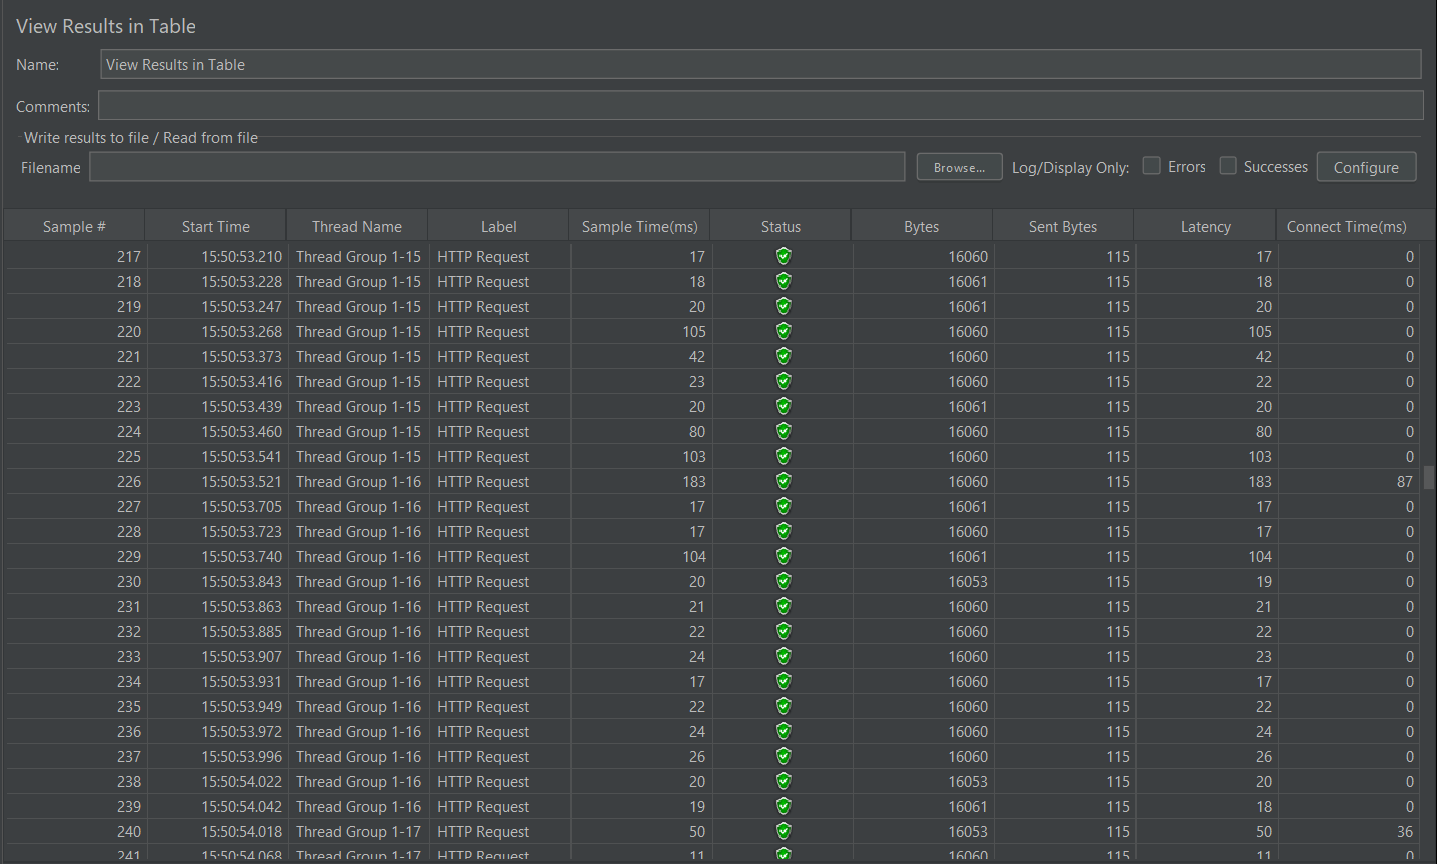 View Results in Table
Name: View Results in Table
Comments:
Write results to file / Read from file
Filename Browse... Log/Display Only: Errors Successes Configure
Sample # Start Time Thread Name Label Sample Time(ms) Status Bytes Sent Bytes Latency Connect Time(ms)
217 15:50:53.210 Thread Group 1-15 HTTP Request 17 16060 115 17 0
218 15:50:53.228 Thread Group 1-15 HTTP Request 18 16061 115 18 0
219 15:50:53.247 Thread Group 1-15 HTTP Request 20 16061 115 20 0
220 15:50:53.268 Thread Group 1-15 HTTP Request 105 16060 115 105 0
221 15:50:53.373 Thread Group 1-15 HTTP Request 42 16060 115 42 0
222 15:50:53.416 Thread Group 1-15 HTTP Request 23 16060 115 22 0
223 15:50:53.439 Thread Group 1-15 HTTP Request 20 16061 115 20 0
224 15:50:53.460 Thread Group 1-15 HTTP Request 80 16060 115 80 0
225 15:50:53.541 Thread Group 1-15 HTTP Request 103 16060 115 103 0
226 15:50:53.521 Thread Group 1-16 HTTP Request 183 16060 115 183 87
227 15:50:53.705 Thread Group 1-16 HTTP Request 17 16061 115 17 0
228 15:50:53.723 Thread Group 1-16 HTTP Request 17 16060 115 17 0
229 15:50:53.740 Thread Group 1-16 HTTP Request 104 16061 115 104 0
230 15:50:53.843 Thread Group 1-16 HTTP Request 20 16053 115 19 0
231 15:50:53.863 Thread Group 1-16 HTTP Request 21 16060 115 21 0
232 15:50:53.885 Thread Group 1-16 HTTP Request 22 16060 115 22 0
233 15:50:53.907 Thread Group 1-16 HTTP Request 24 16060 115 23 0
234 15:50:53.931 Thread Group 1-16 HTTP Request 17 16060 115 17 0
235 15:50:53.949 Thread Group 1-16 HTTP Request 22 16060 115 22 0
236 15:50:53.972 Thread Group 1-16 HTTP Request 24 16060 115 24 0
237 15:50:53.996 Thread Group 1-16 HTTP Request 26 16060 115 26 0
238 15:50:54.022 Thread Group 1-16 HTTP Request 20 16053 115 20 0
239 15:50:54.042 Thread Group 1-16 HTTP Request 19 16061 115 18 0
240 15:50:54.018 Thread Group 1-17 HTTP Request 50 16053 115 50 36
241 15:50:54.068 Thread Group 1-17 HTTP Request 11 16060 115 11 0